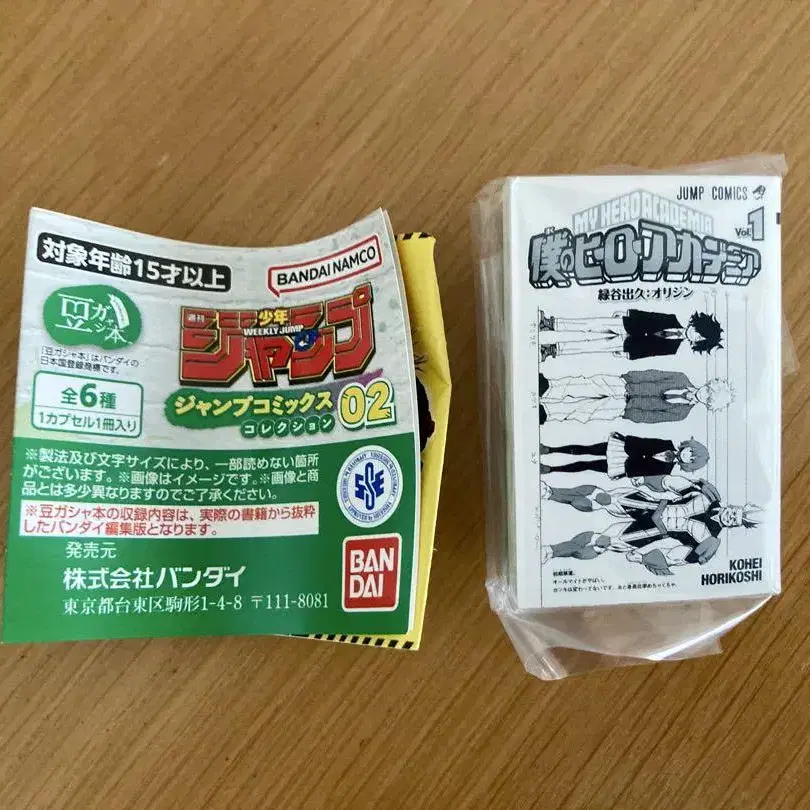 対象年齢15才以上
BANDAI NAMCO
豆ガシャ本
「豆ガシャ本」はバンダイの
日本国登録商標です。
週刊少年
WEEKLY JUMP
ジャンプ
全6種
1カプセル1冊入り
ジャンプコミックス
コレクション 02
※製法及び文字サイズにより、一部読めない箇所
がございます。※画像はイメージです。※画像と商
品とは多少異なりますのでご了承ください。
※豆ガシャ本の収録内容は、実際の書籍から抜粋
したバンダイ編集版となります。
発売元
株式会社バンダイ
東京都台東区駒形1-4-8 〒111-8081
BAN
DAI
JUMP COMICS
MY HERO ACADEMIA
Vol.1
僕のヒーローアカデミア
緑谷出久:オリジン
KOHEI
HORIKOSHI